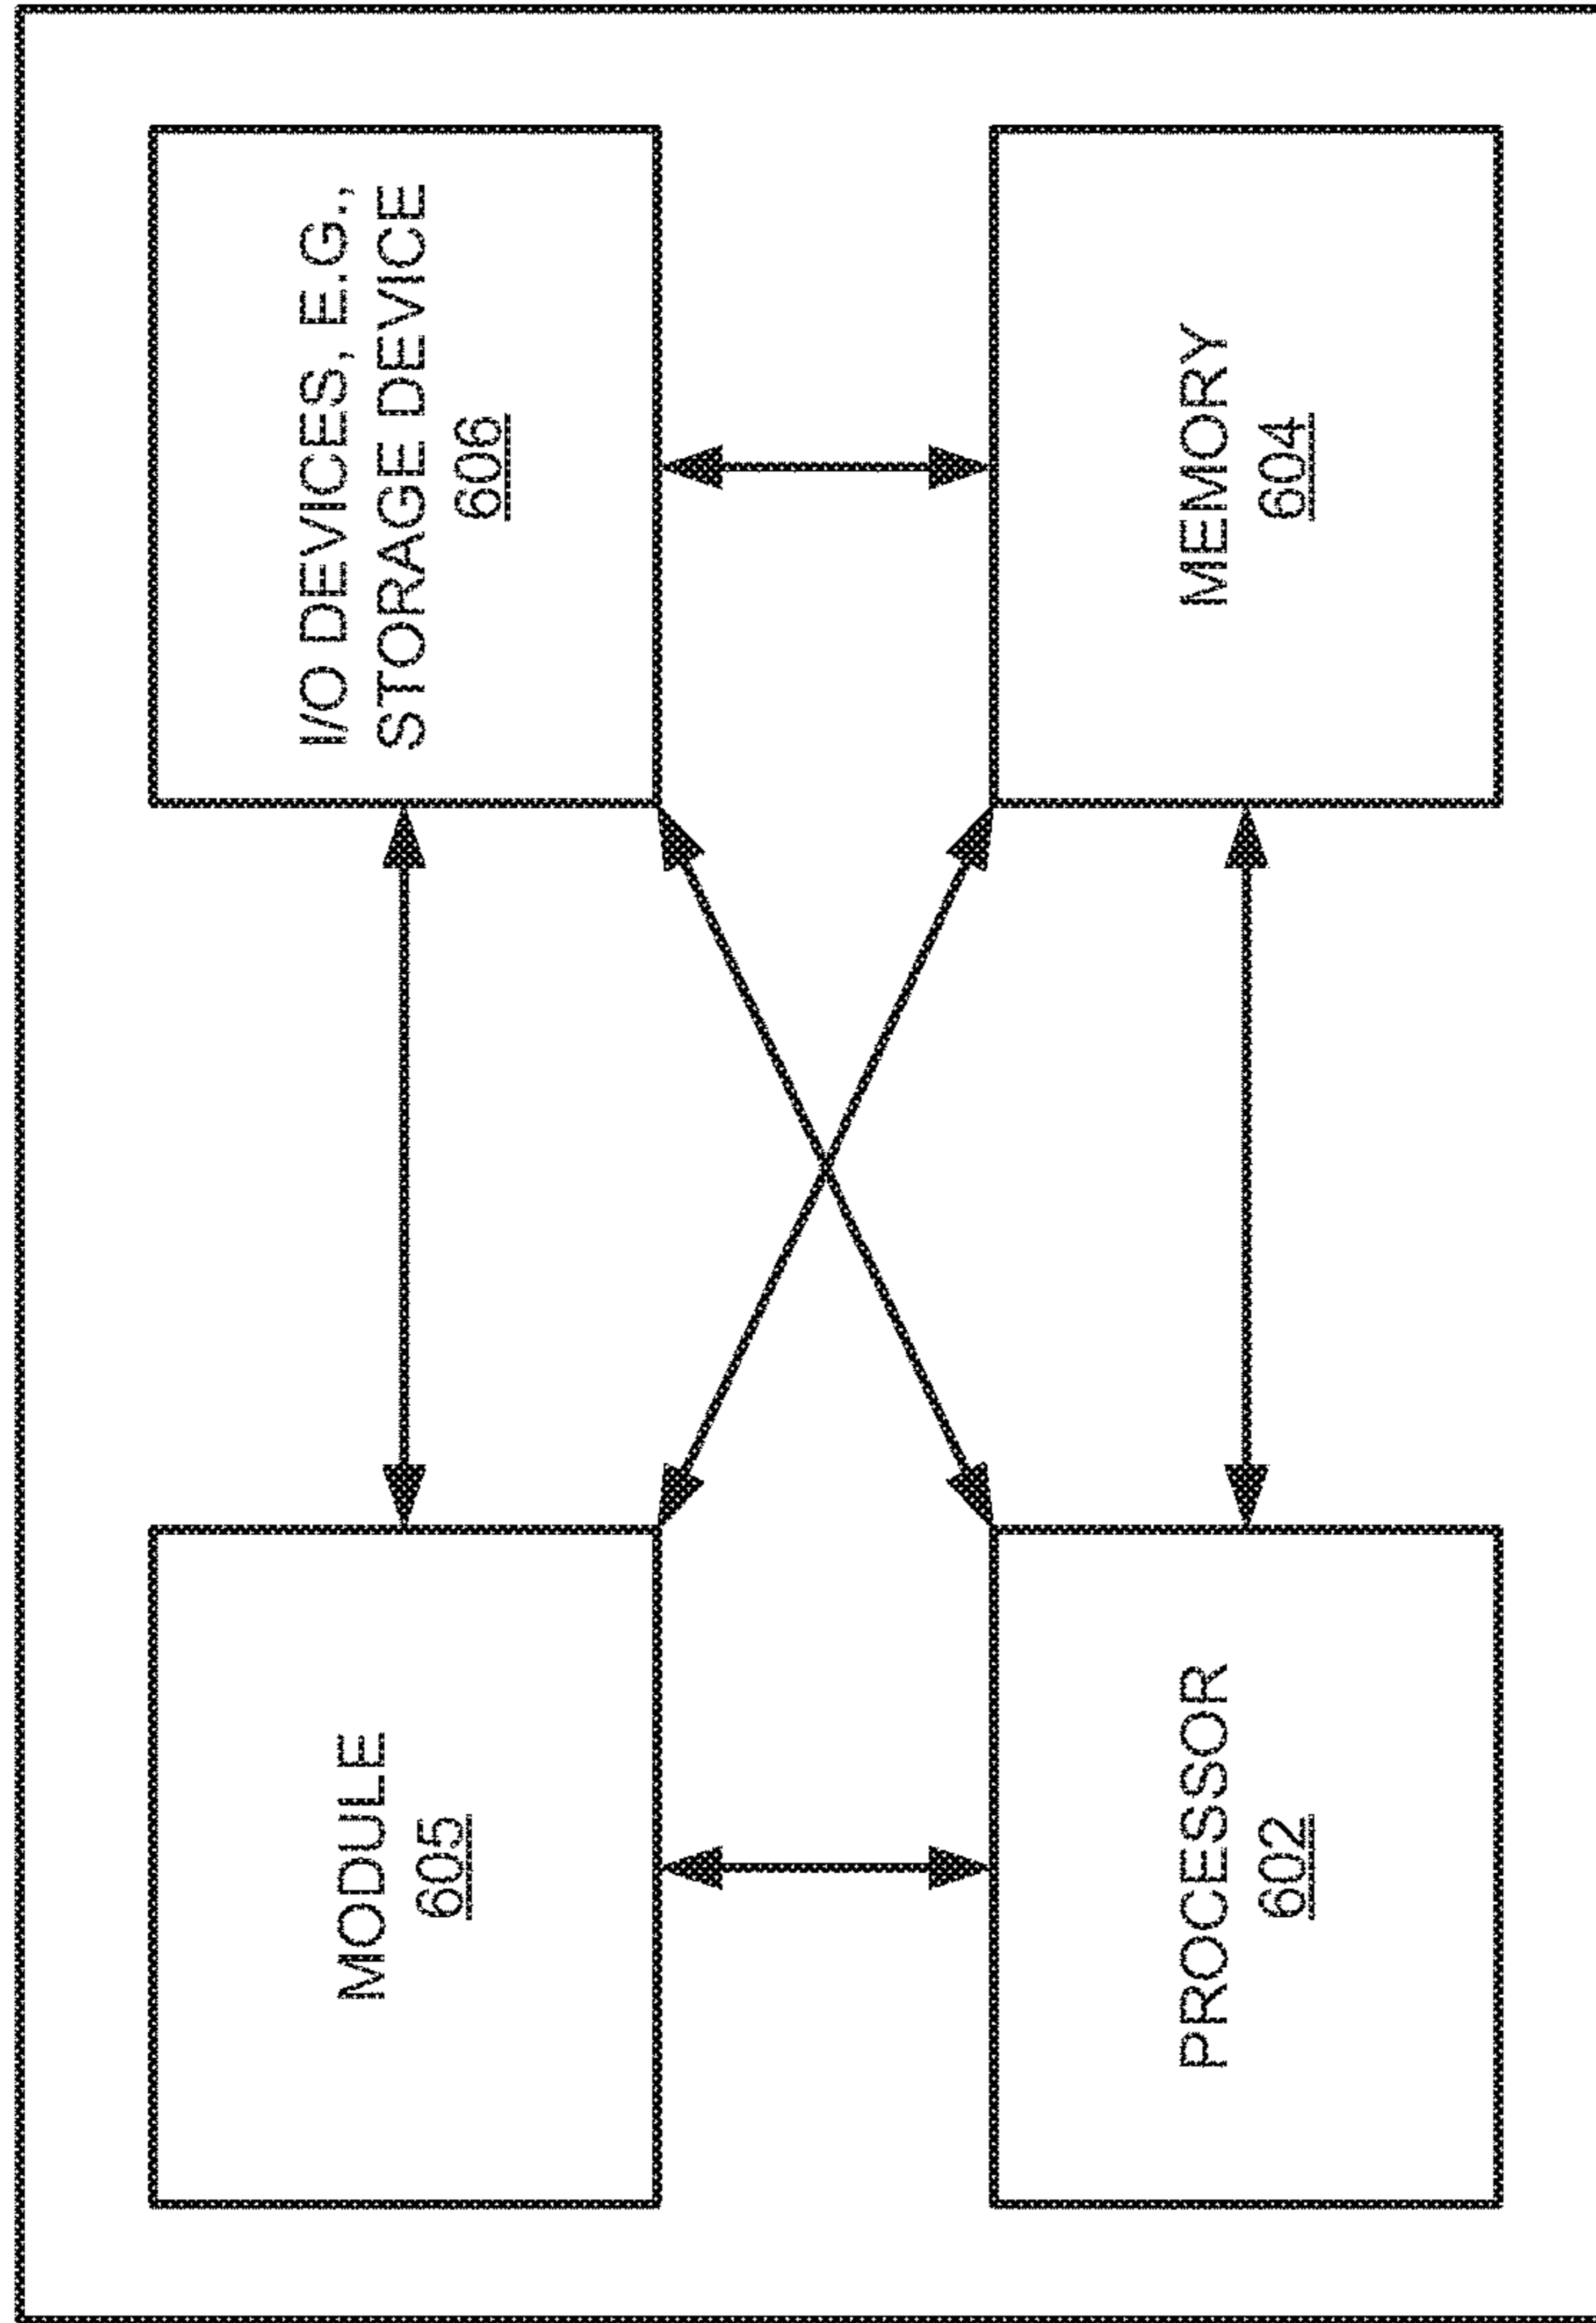 MODULE
605
I/O DEVICES, E.G.,
STORAGE DEVICE
606
PROCESSOR
602
MEMORY
604